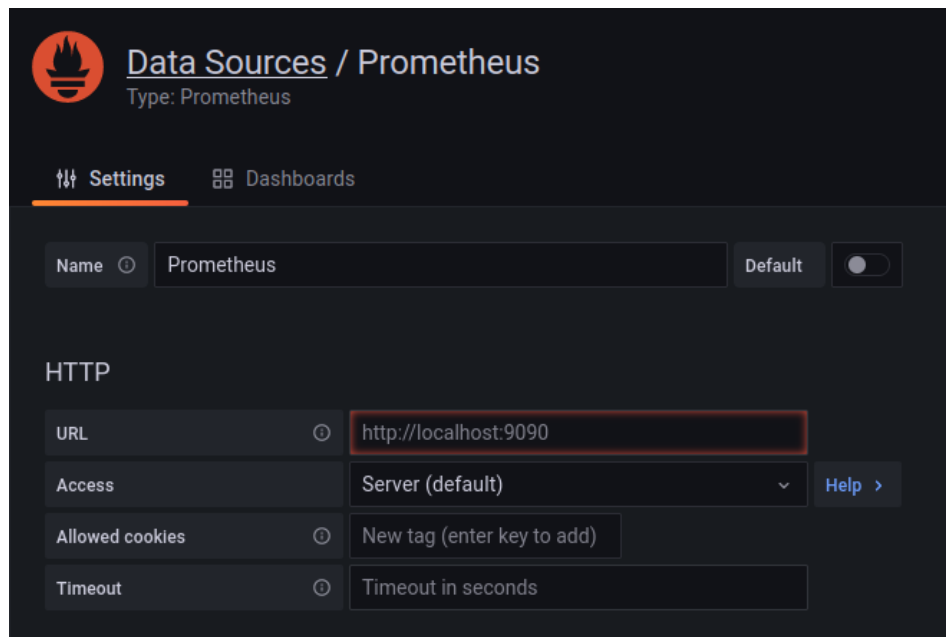 Data Sources / Prometheus
Type: Prometheus
Settings Dashboards
Name Prometheus Default
HTTP
URL http://localhost:9090
Access Server (default) Help >
Allowed cookies New tag (enter key to add)
Timeout Timeout in seconds